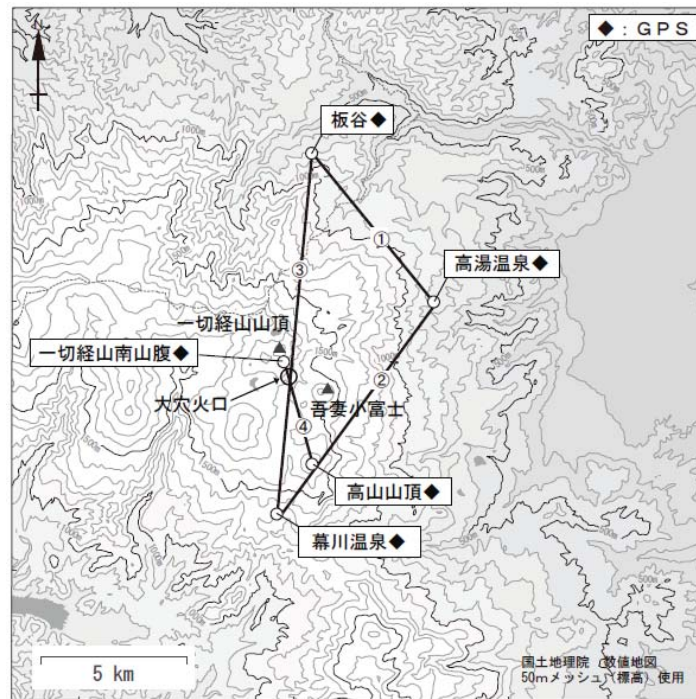 ◆：ＧＰＳ
板谷◆
①
高湯温泉◆
③
一切経山山頂
一切経山南山腹◆
大穴火口
吾妻小富士
②
④
高山山頂◆
幕川温泉◆
5 km
国土地理院 数値地図
50mメッシュ（標高）使用
500m
1000m
1500m